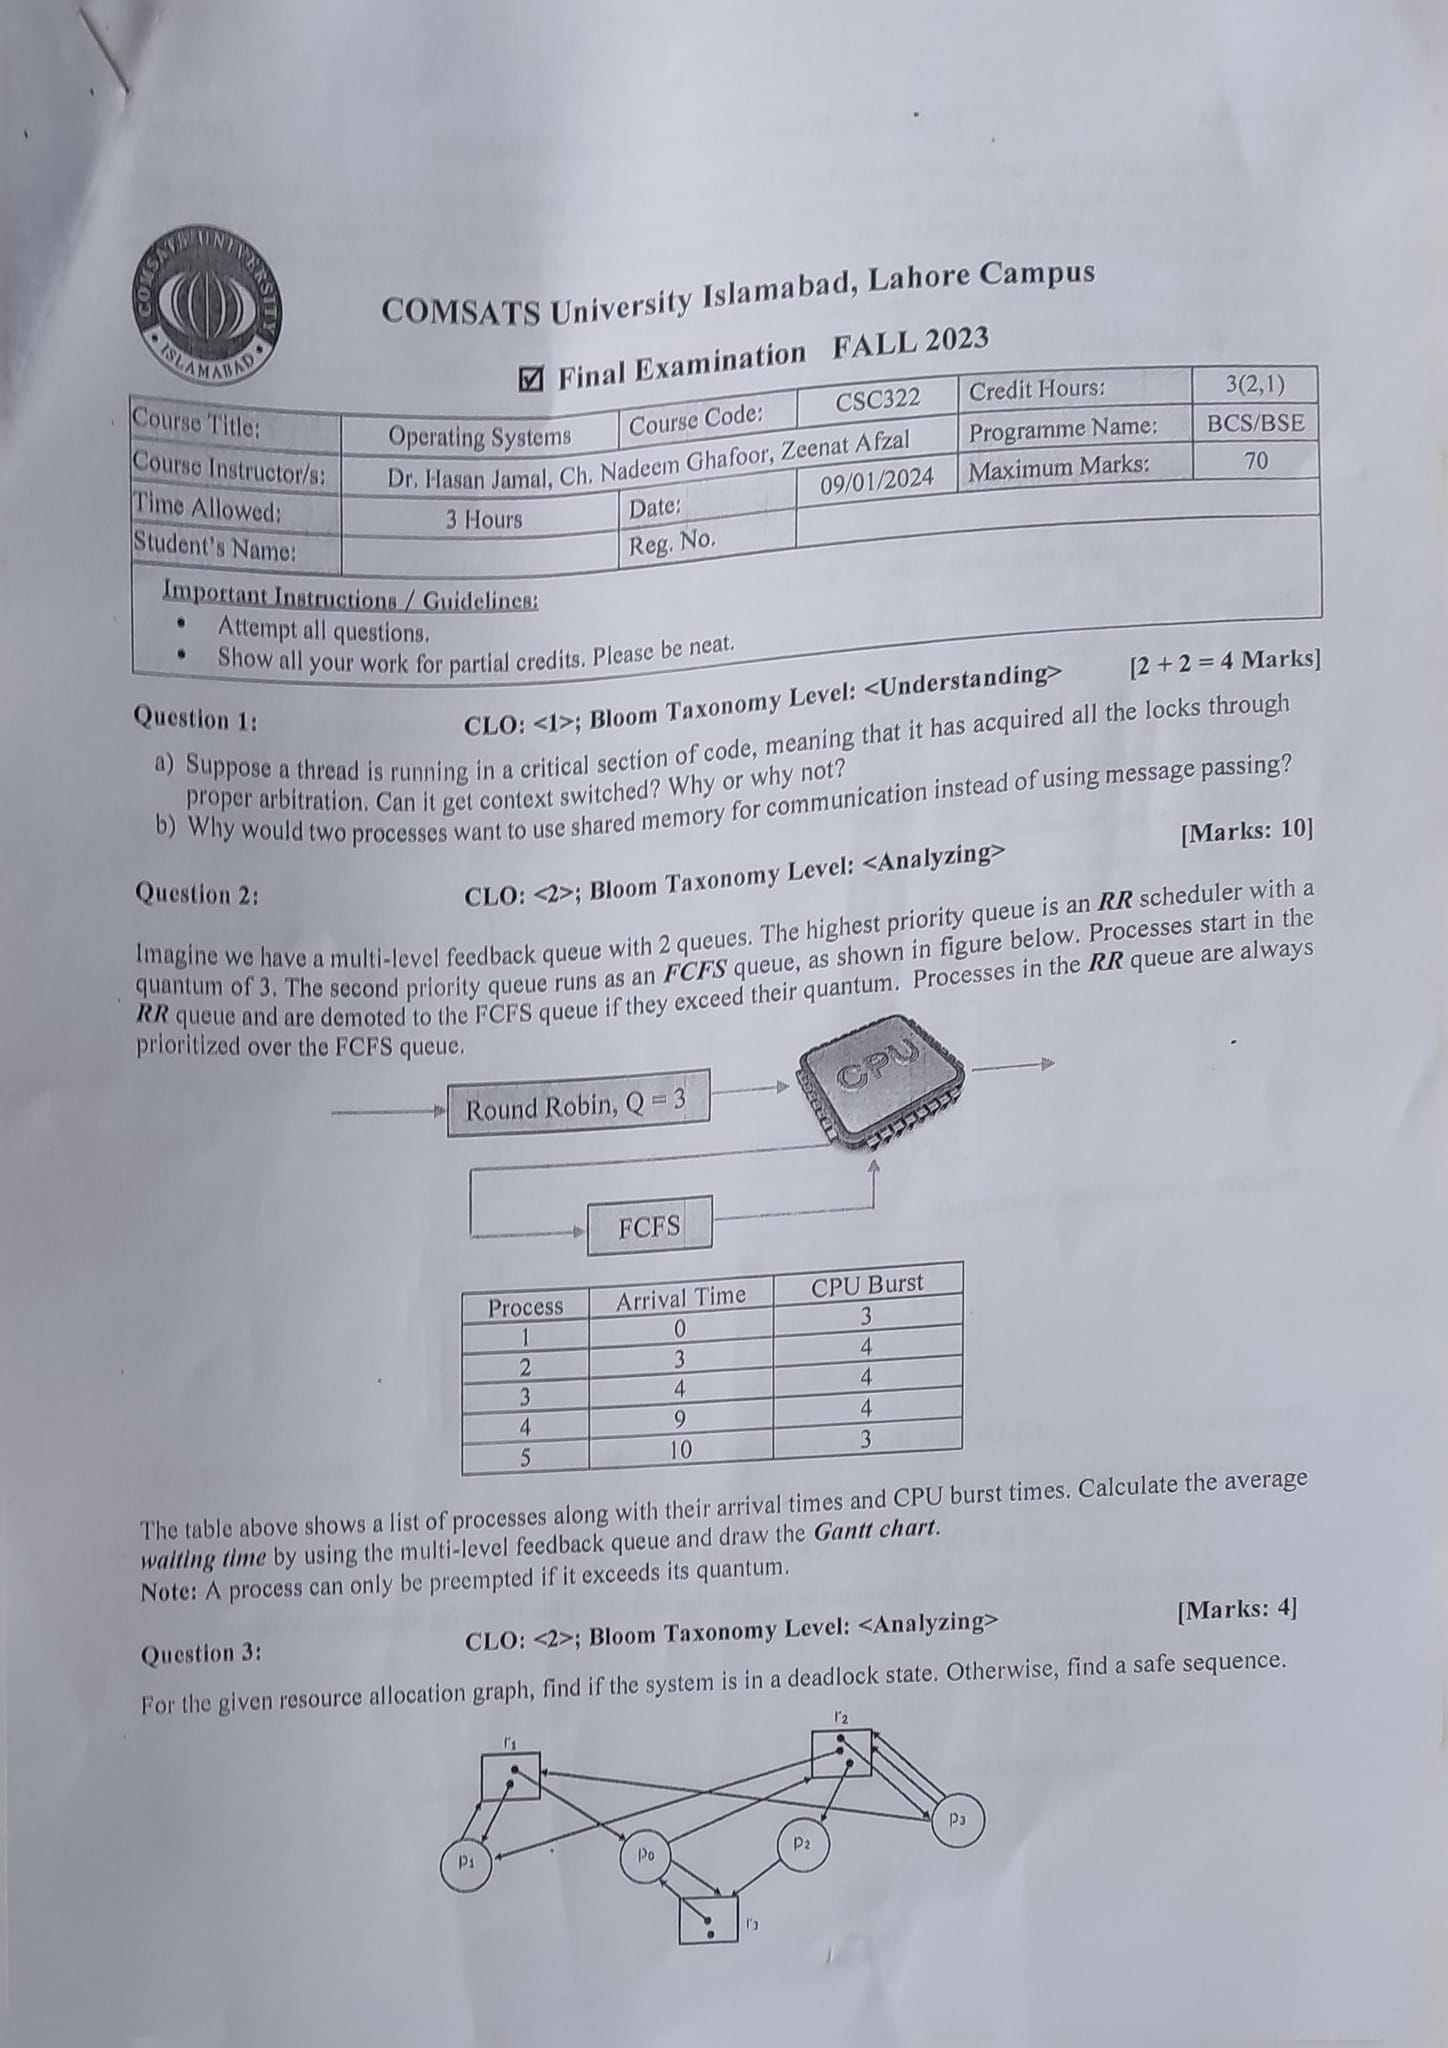 COMSATS UNIVERSITY
• ISLAMABAD •
COMSATS University Islamabad, Lahore Campus
☑ Final Examination FALL 2023
Course Title: Operating Systems Course Code: CSC322 Credit Hours: 3(2,1)
Course Instructor/s: Dr. Hasan Jamal, Ch. Nadeem Ghafoor, Zeenat Afzal Programme Name: BCS/BSE
Time Allowed: 3 Hours Date: 09/01/2024 Maximum Marks: 70
Student's Name: Reg. No.
Important Instructions / Guidelines:
• Attempt all questions.
• Show all your work for partial credits. Please be neat.
Question 1: CLO: <1>; Bloom Taxonomy Level: <Understanding> [2 + 2 = 4 Marks]
a) Suppose a thread is running in a critical section of code, meaning that it has acquired all the locks through
proper arbitration. Can it get context switched? Why or why not?
b) Why would two processes want to use shared memory for communication instead of using message passing?
Question 2: CLO: <2>; Bloom Taxonomy Level: <Analyzing> [Marks: 10]
Imagine we have a multi-level feedback queue with 2 queues. The highest priority queue is an RR scheduler with a
quantum of 3. The second priority queue runs as an FCFS queue, as shown in figure below. Processes start in the
RR queue and are demoted to the FCFS queue if they exceed their quantum. Processes in the RR queue are always
prioritized over the FCFS queue.
Round Robin, Q = 3
CPU
FCFS
Process Arrival Time CPU Burst
1 0 3
2 3 4
3 4 4
4 9 4
5 10 3
The table above shows a list of processes along with their arrival times and CPU burst times. Calculate the average
waiting time by using the multi-level feedback queue and draw the Gantt chart.
Note: A process can only be preempted if it exceeds its quantum.
Question 3: CLO: <2>; Bloom Taxonomy Level: <Analyzing> [Marks: 4]
For the given resource allocation graph, find if the system is in a deadlock state. Otherwise, find a safe sequence.
r1
r2
p1
p0
p2
p3
r3